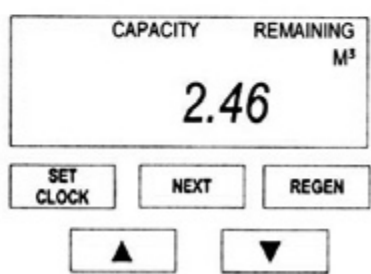 CAPACITY REMAINING
M³
2.46
SET
CLOCK
NEXT
REGEN
▲
▼